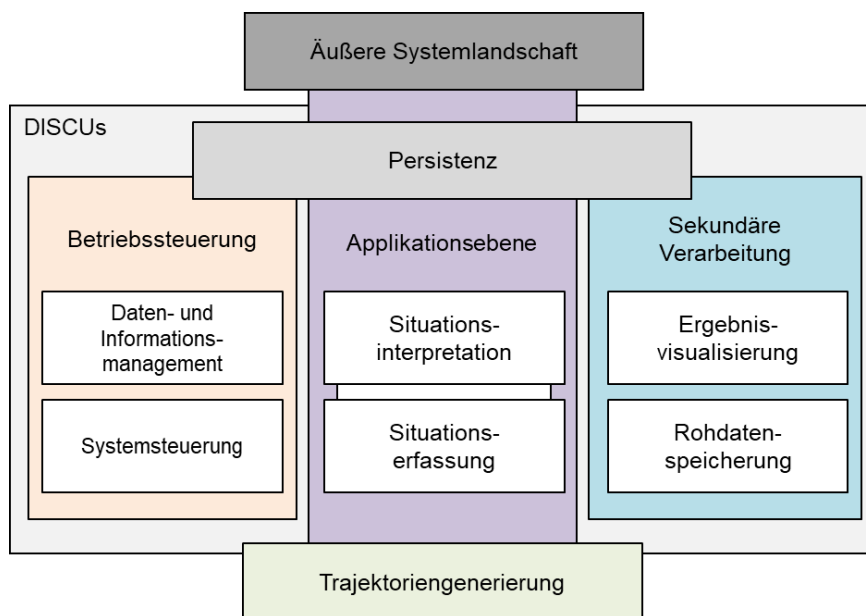 Äußere Systemlandschaft
DISCUs
Persistenz
Betriebssteuerung
Daten- und
Informations-
management
Systemsteuerung
Applikationsebene
Situations-
interpretation
Situations-
erfassung
Sekundäre
Verarbeitung
Ergebnis-
visualisierung
Rohdaten-
speicherung
Trajektoriengenerierung